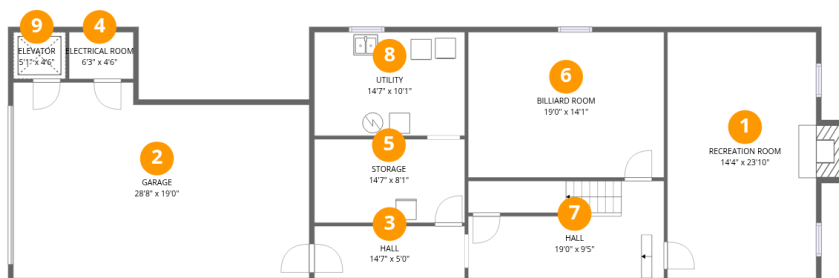 9
ELEVATOR
5'1" x 4'6"
4
ELECTRICAL ROOM
6'3" x 4'6"
8
UTILITY
14'7" x 10'1"
6
BILLIARD ROOM
19'0" x 14'1"
1
RECREATION ROOM
14'4" x 23'10"
2
GARAGE
28'8" x 19'0"
5
STORAGE
14'7" x 8'1"
3
HALL
14'7" x 5'0"
7
HALL
19'0" x 9'5"